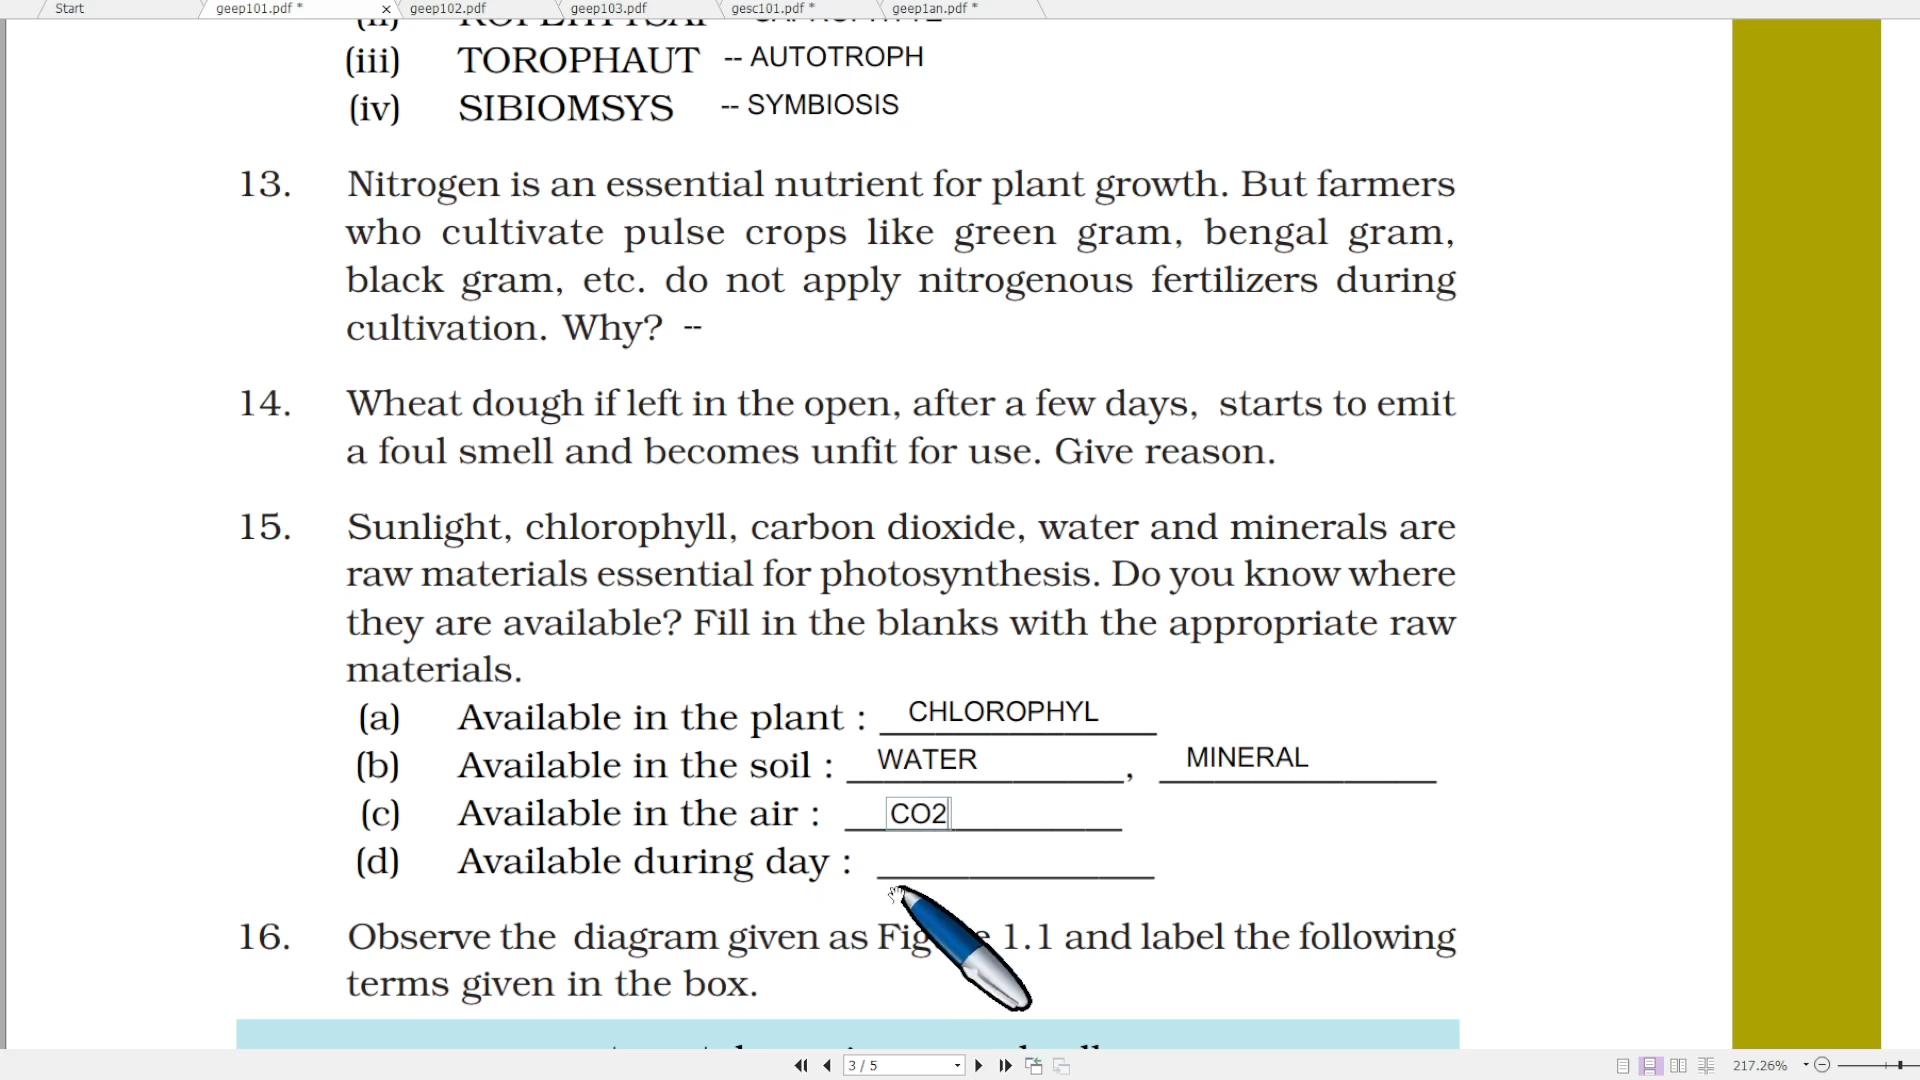 Start geep101.pdf * x geep102.pdf geep103.pdf gesc101.pdf * geep1an.pdf *
(iii) TOROPHAUT -- AUTOTROPH
(iv) SIBIOMSYS -- SYMBIOSIS
13. Nitrogen is an essential nutrient for plant growth. But farmers
who cultivate pulse crops like green gram, bengal gram,
black gram, etc. do not apply nitrogenous fertilizers during
cultivation. Why? --
14. Wheat dough if left in the open, after a few days, starts to emit
a foul smell and becomes unfit for use. Give reason.
15. Sunlight, chlorophyll, carbon dioxide, water and minerals are
raw materials essential for photosynthesis. Do you know where
they are available? Fill in the blanks with the appropriate raw
materials.
(a) Available in the plant : CHLOROPHYL
(b) Available in the soil : WATER, MINERAL
(c) Available in the air : CO2
(d) Available during day :
16. Observe the diagram given as Figure 1.1 and label the following
terms given in the box.
3 / 5 217.26%